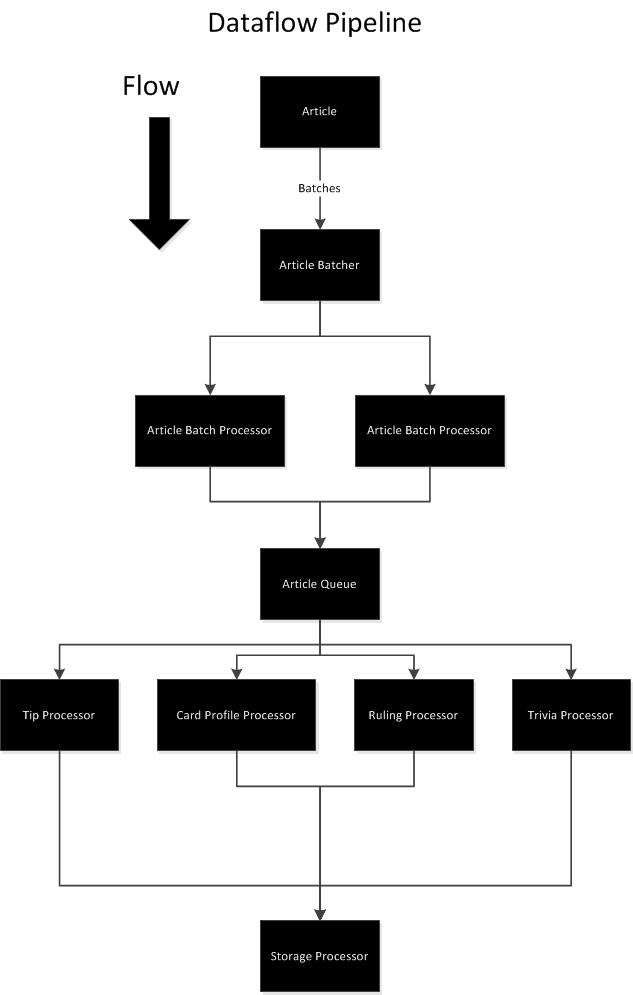 Dataflow Pipeline
Flow
Article
Batches
Article Batcher
Article Batch Processor
Article Batch Processor
Article Queue
Tip Processor
Card Profile Processor
Ruling Processor
Trivia Processor
Storage Processor